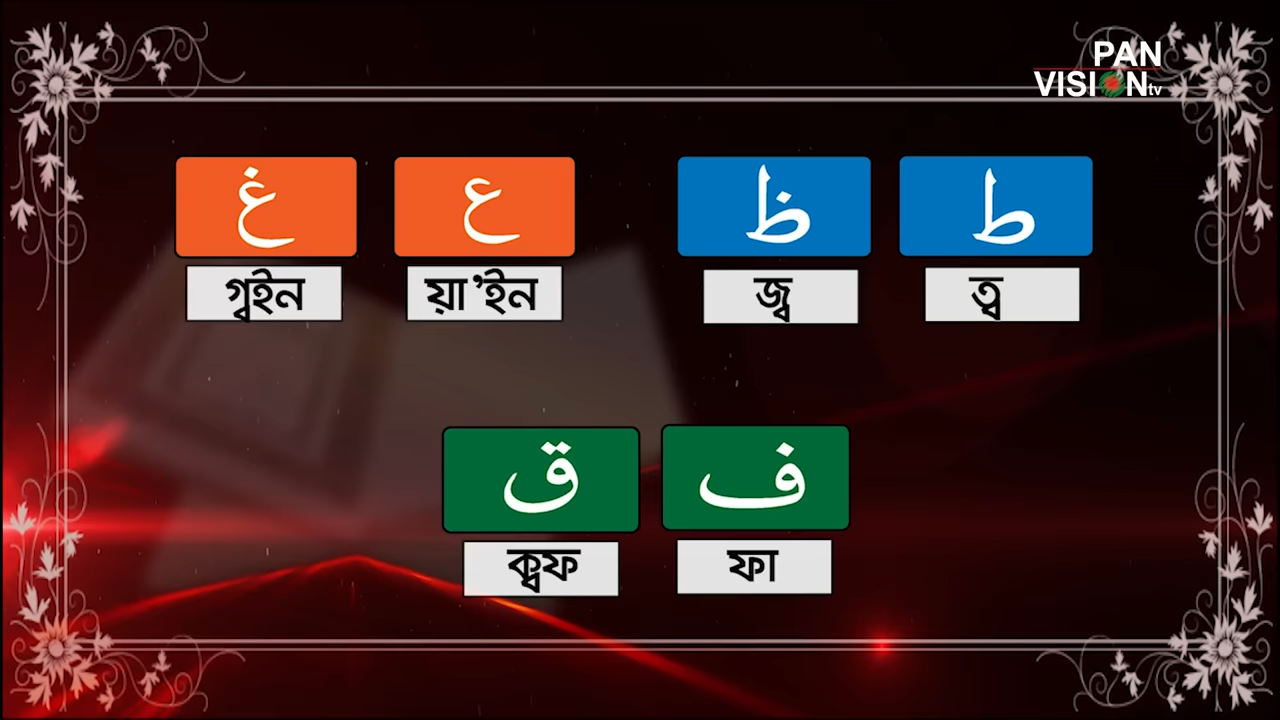 PAN
VISION tv
غ ع ظ ط
গ্বইন য়া'ইন জ্ব ত্ব
ق ف
ক্বফ ফা